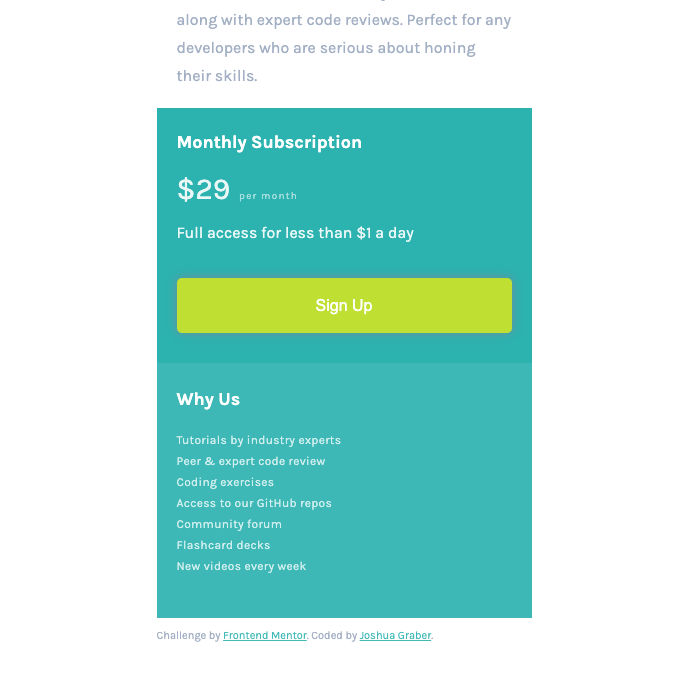 along with expert code reviews. Perfect for any
developers who are serious about honing
their skills.
Monthly Subscription
$29 per month
Full access for less than $1 a day
Sign Up
Why Us
Tutorials by industry experts
Peer & expert code review
Coding exercises
Access to our GitHub repos
Community forum
Flashcard decks
New videos every week
Challenge by Frontend Mentor. Coded by Joshua Graber.